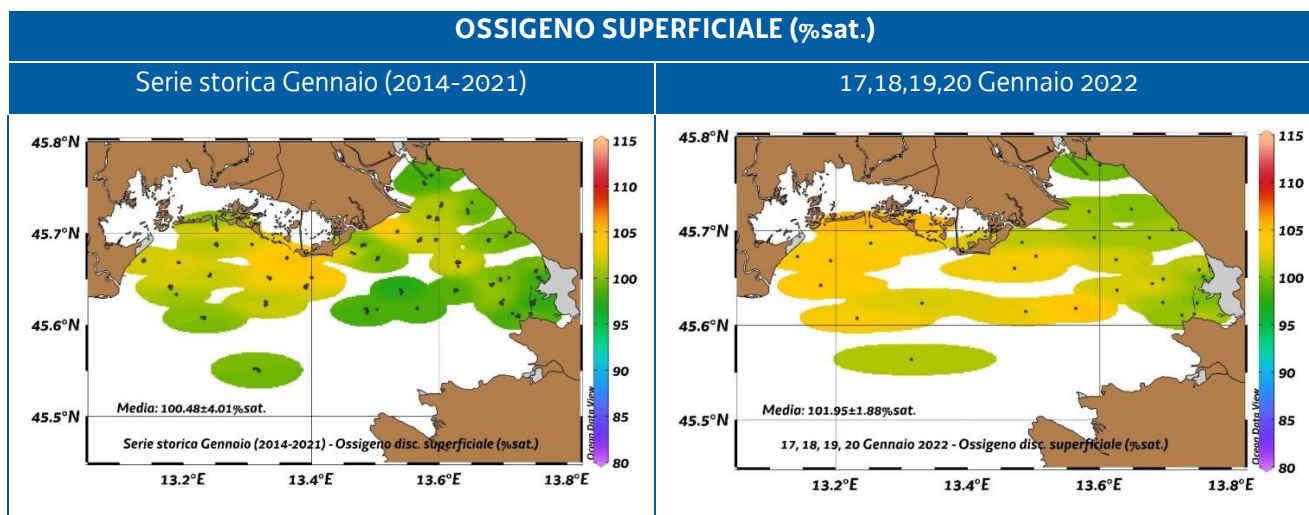 OSSIGENO SUPERFICIALE (%sat.)
Serie storica Gennaio (2014-2021)
17,18,19,20 Gennaio 2022
45.8°N
45.7°N
45.6°N
45.5°N
13.2°E
13.4°E
13.6°E
13.8°E
115
110
105
100
95
90
85
80
Media: 100.48±4.01%sat.
Serie storica Gennaio (2014-2021) - Ossigeno disc. superficiale (%sat.)
Ocean Data View
45.8°N
45.7°N
45.6°N
45.5°N
13.2°E
13.4°E
13.6°E
13.8°E
115
110
105
100
95
90
85
80
Media: 101.95±1.88%sat.
17, 18, 19, 20 Gennaio 2022 - Ossigeno disc. superficiale (%sat.)
Ocean Data View